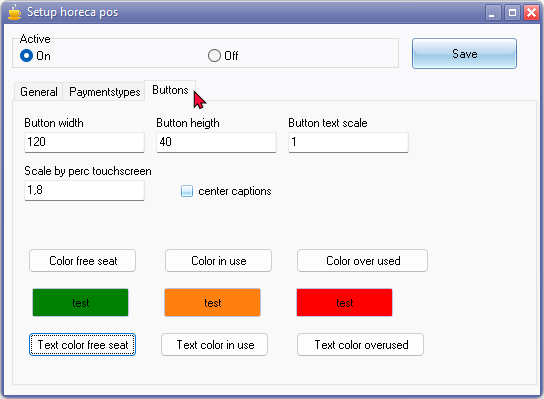 Setup horeca pos
Active
On Off Save
General Paymentstypes Buttons
Button width Button heigth Button text scale
120 40 1
Scale by perc touchscreen
1,8 center captions
Color free seat Color in use Color over used
test test test
Text color free seat Text color in use Text color overused